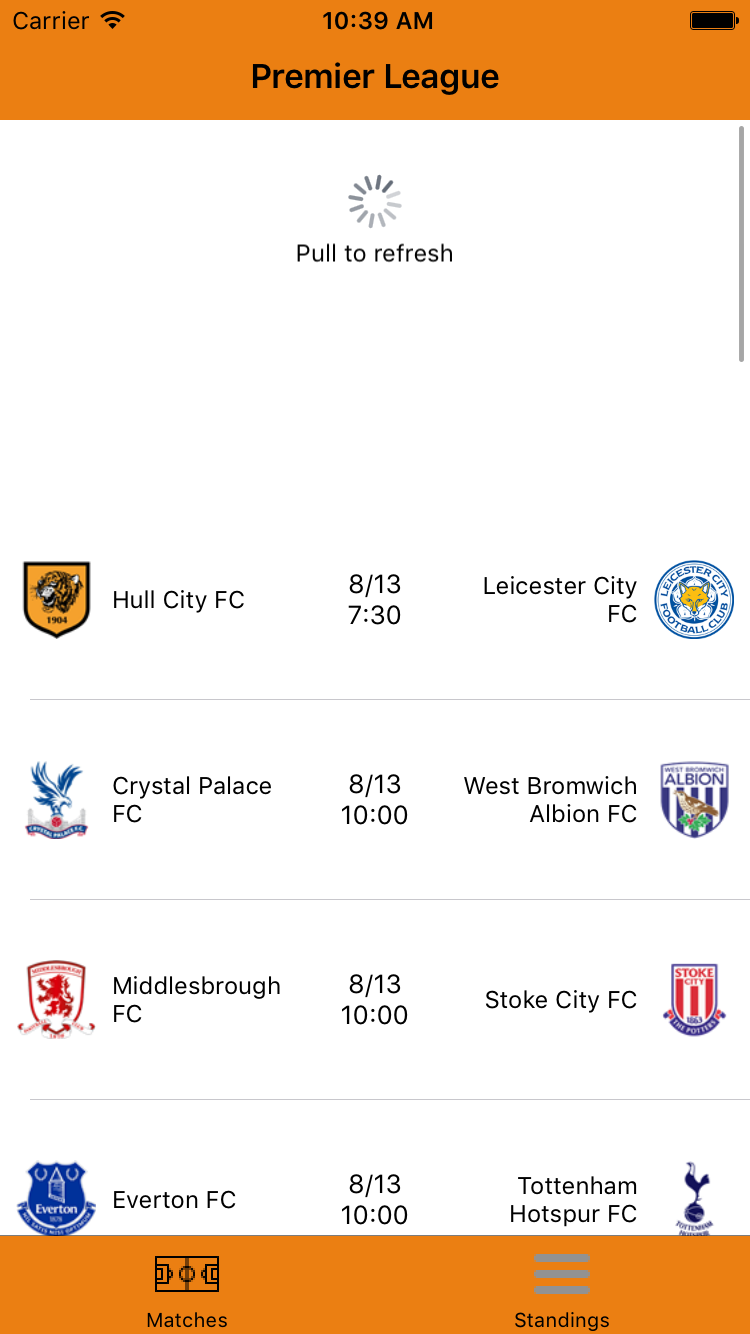 Carrier 10:39 AM
Premier League
Pull to refresh
Hull City FC
8/13
7:30
Leicester City
FC
1904
LEICESTER CITY
FOOTBALL CLUB
Crystal Palace
FC
8/13
10:00
West Bromwich
Albion FC
CRYSTAL PALACE F.C.
WEST BROMWICH
ALBION
Middlesbrough
FC
8/13
10:00
Stoke City FC
MIDDLESBROUGH
STOKE
CITY
1863
THE POTTERS
Everton FC
8/13
10:00
Tottenham
Hotspur FC
Everton
1878
TOTTENHAM
HOTSPUR
Matches
Standings